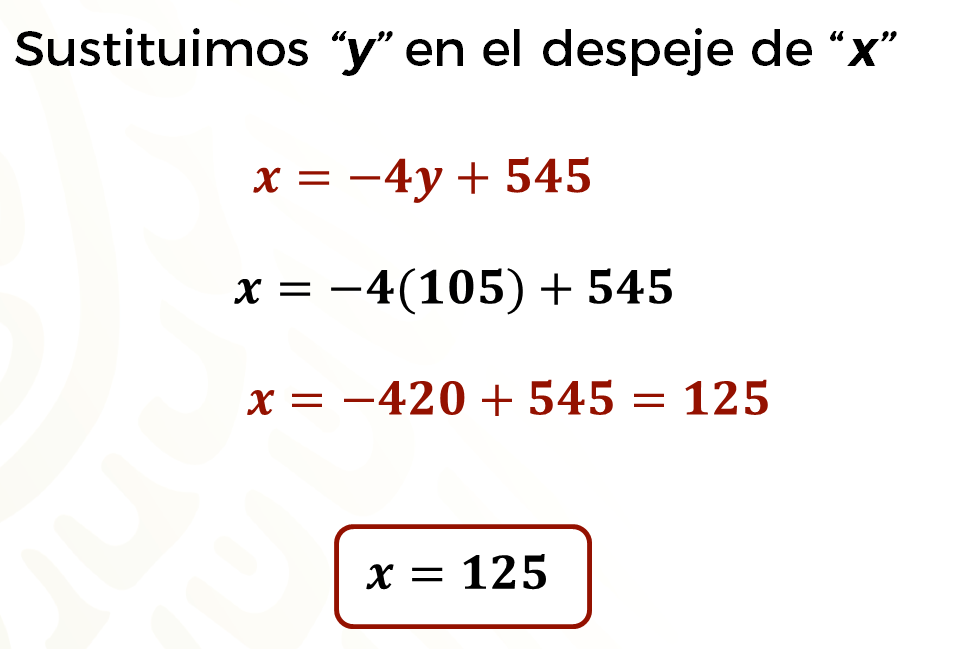 Sustituimos “y” en el despeje de “x”
x = −4y + 545
x = −4(105) + 545
x = −420 + 545 = 125
x = 125